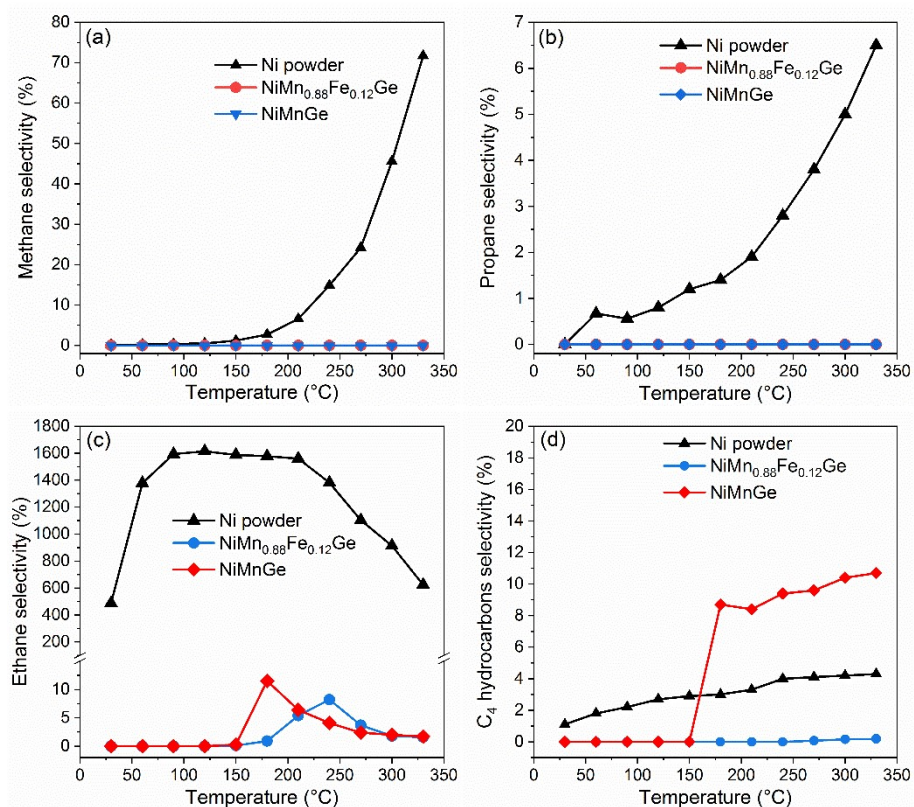 (a)
Ni powder
NiMn0.88Fe0.12Ge
NiMnGe
Methane selectivity (%)
80
70
60
50
40
30
20
10
0
0 50 100 150 200 250 300 350
Temperature (°C)
(b)
Ni powder
NiMn0.88Fe0.12Ge
NiMnGe
Propane selectivity (%)
7
6
5
4
3
2
1
0
0 50 100 150 200 250 300 350
Temperature (°C)
(c)
Ni powder
NiMn0.88Fe0.12Ge
NiMnGe
Ethane selectivity (%)
1800
1600
1400
1200
1000
800
600
400
200
10
5
0
0 50 100 150 200 250 300 350
Temperature (°C)
(d)
Ni powder
NiMn0.88Fe0.12Ge
NiMnGe
C4 hydrocarbons selectivity (%)
20
18
16
14
12
10
8
6
4
2
0
0 50 100 150 200 250 300 350
Temperature (°C)